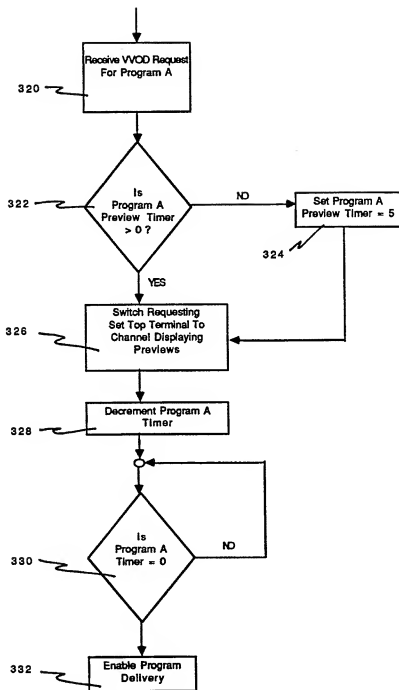 Receive VVOD Request
For Program A
320
Is
Program A
Preview Timer
> 0 ?
322
NO
Set Program A
Preview Timer = 5
324
YES
Switch Requesting
Set Top Terminal To
Channel Displaying
Previews
326
Decrement Program A
Timer
328
Is
Program A
Timer = 0
330
NO
Enable Program
Delivery
332